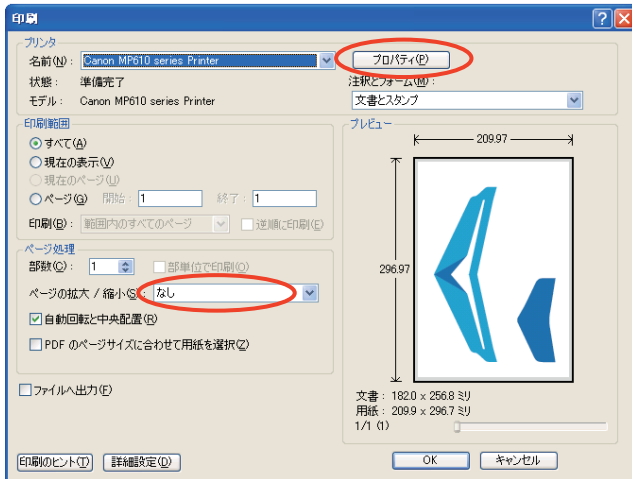 印刷
プリンタ
名前(N): Canon MP610 series Printer
プロパティ(P)
状態: 準備完了
注釈とフォーム(M):
モデル: Canon MP610 series Printer
文書とスタンプ
印刷範囲
すべて(A)
現在の表示(V)
現在のページ(U)
ページ(G) 開始: 1 終了: 1
印刷(B): 範囲内のすべてのページ 逆順に印刷(E)
ページ処理
部数(C): 1 部単位で印刷(O)
ページの拡大 / 縮小(S): なし
自動回転と中央配置(R)
PDF のページサイズに合わせて用紙を選択(Z)
ファイルへ出力(F)
プレビュー
209.97
296.97
文書: 182.0 x 256.8 ミリ
用紙: 209.9 x 296.7 ミリ
1/1 (1)
印刷のヒント(T) 詳細設定(D) OK キャンセル